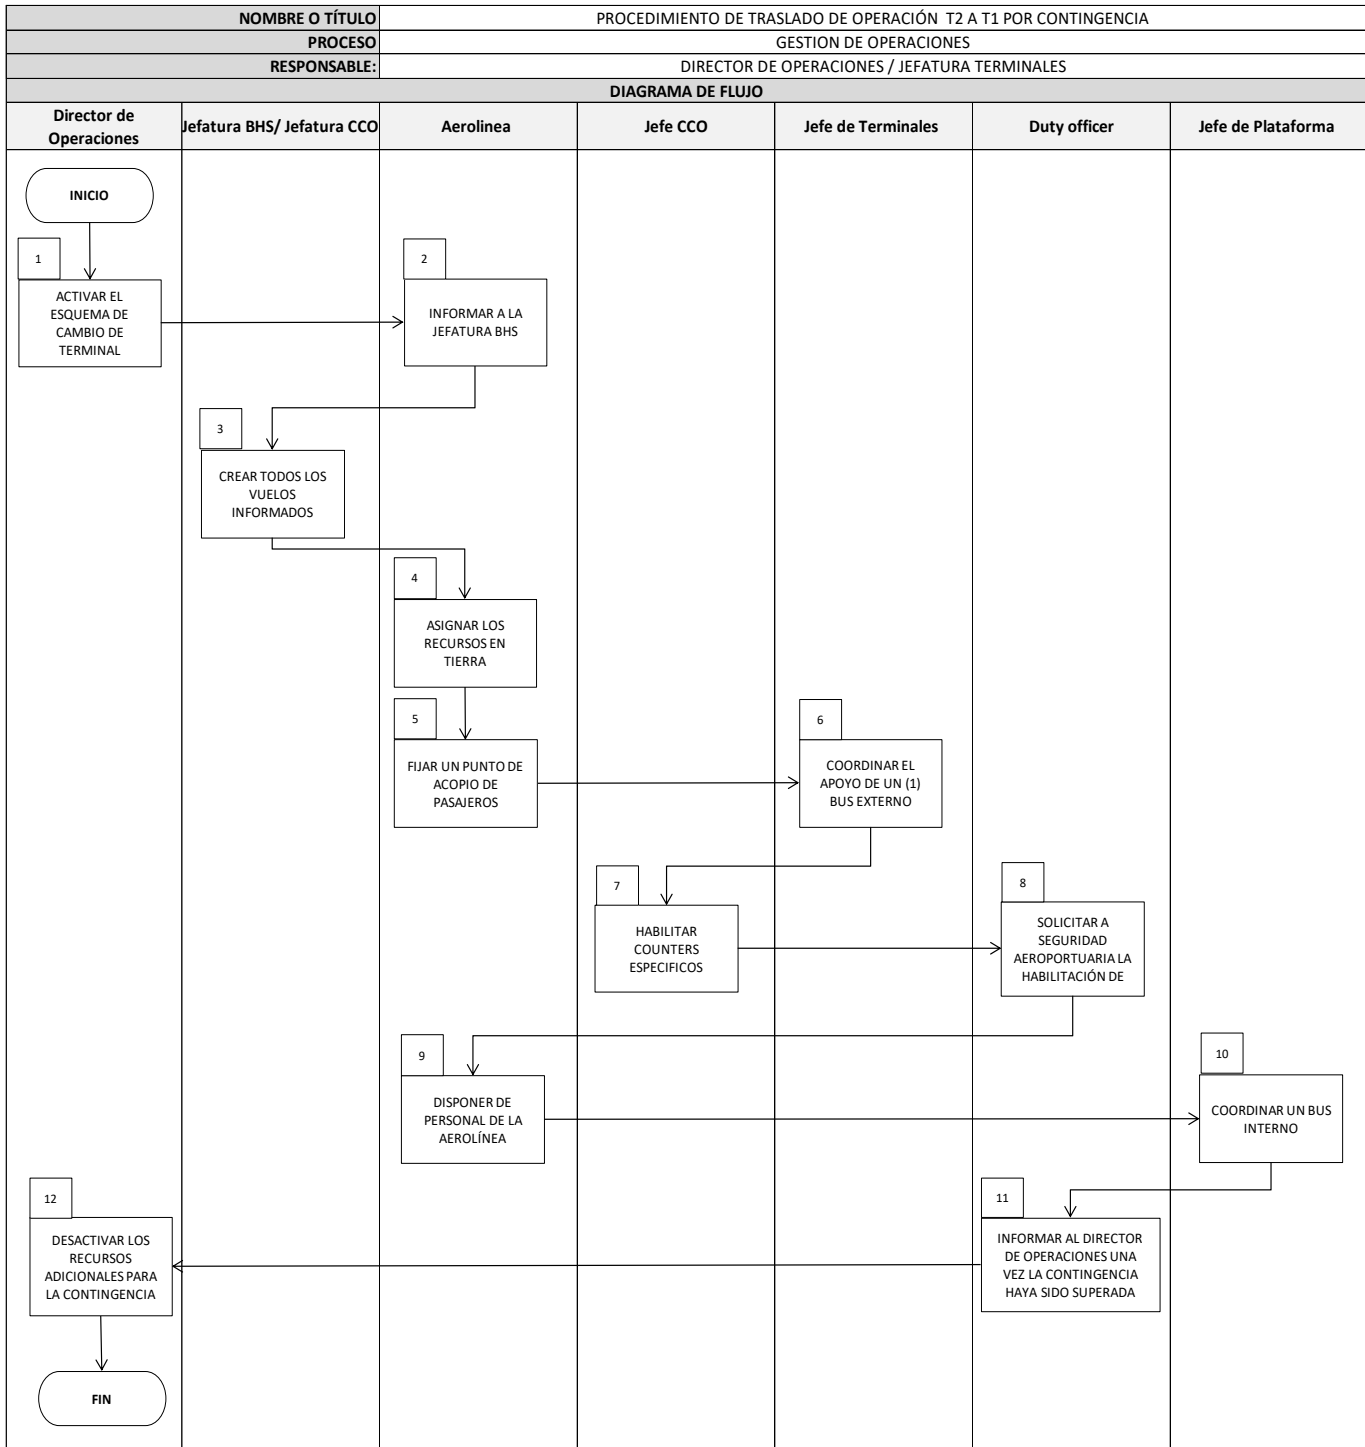 NOMBRE O TÍTULO
PROCEDIMIENTO DE TRASLADO DE OPERACIÓN T2 A T1 POR CONTINGENCIA
PROCESO
GESTION DE OPERACIONES
RESPONSABLE:
DIRECTOR DE OPERACIONES / JEFATURA TERMINALES
DIAGRAMA DE FLUJO
Director de
Operaciones
Jefatura BHS/ Jefatura CCO
Aerolinea
Jefe CCO
Jefe de Terminales
Duty officer
Jefe de Plataforma
INICIO
1
ACTIVAR EL
ESQUEMA DE
CAMBIO DE
TERMINAL
2
INFORMAR A LA
JEFATURA BHS
3
CREAR TODOS LOS
VUELOS
INFORMADOS
4
ASIGNAR LOS
RECURSOS EN
TIERRA
5
FIJAR UN PUNTO DE
ACOPIO DE
PASAJEROS
6
COORDINAR EL
APOYO DE UN (1)
BUS EXTERNO
7
HABILITAR
COUNTERS
ESPECIFICOS
8
SOLICITAR A
SEGURIDAD
AEROPORTUARIA LA
HABILITACIÓN DE
9
DISPONER DE
PERSONAL DE LA
AEROLÍNEA
10
COORDINAR UN BUS
INTERNO
11
INFORMAR AL DIRECTOR
DE OPERACIONES UNA
VEZ LA CONTINGENCIA
HAYA SIDO SUPERADA
12
DESACTIVAR LOS
RECURSOS
ADICIONALES PARA
LA CONTINGENCIA
FIN